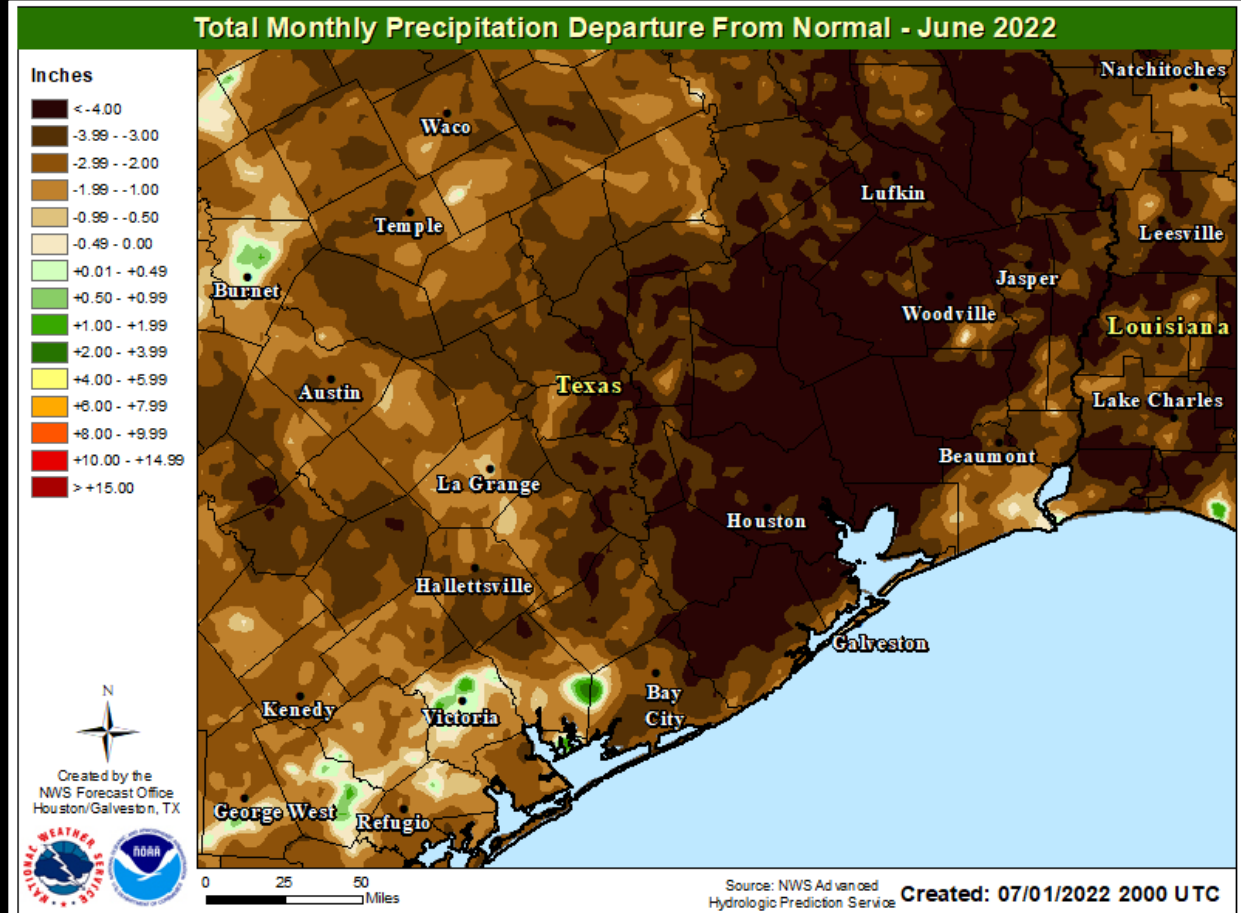 Total Monthly Precipitation Departure From Normal - June 2022
Inches
< -4.00
-3.99 - -3.00
-2.99 - -2.00
-1.99 - -1.00
-0.99 - -0.50
-0.49 - 0.00
+0.01 - +0.49
+0.50 - +0.99
+1.00 - +1.99
+2.00 - +3.99
+4.00 - +5.99
+6.00 - +7.99
+8.00 - +9.99
+10.00 - +14.99
> +15.00
Natchitoches
Waco
Lufkin
Temple
Leesville
Jasper
Burnet
Woodville
Louisiana
Texas
Austin
Lake Charles
Beaumont
La Grange
Houston
Hallettsville
Galveston
Bay
City
Kenedy
Victoria
George West
Refugio
N
Created by the
NWS Forecast Office
Houston/Galveston, TX
NATIONAL WEATHER SERVICE
NOAA
0 25 50
Miles
Source: NWS Advanced
Hydrologic Prediction Service
Created: 07/01/2022 2000 UTC